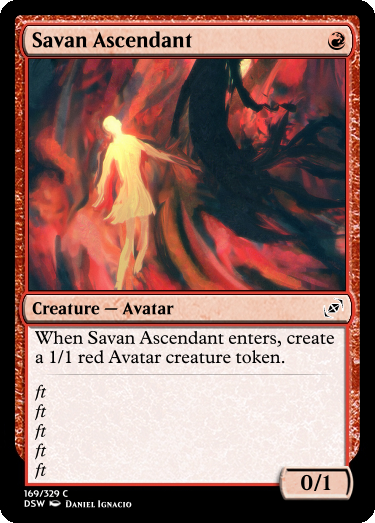 Savan Ascendant
Creature — Avatar
When Savan Ascendant enters, create
a 1/1 red Avatar creature token.
ft
ft
ft
ft
ft
0/1
169/329 C
DSW Daniel Ignacio